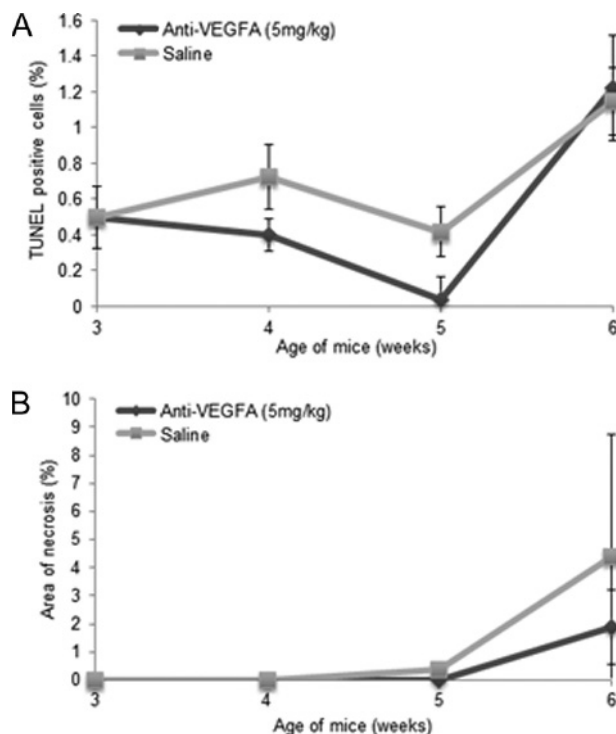 A
Anti-VEGFA (5mg/kg)
Saline
TUNEL positive cells (%)
1.6
1.4
1.2
1
0.8
0.6
0.4
0.2
0
3 4 5 6
Age of mice (weeks)
B
Anti-VEGFA (5mg/kg)
Saline
Area of necrosis (%)
10
9
8
7
6
5
4
3
2
1
0
3 4 5 6
Age of mice (weeks)